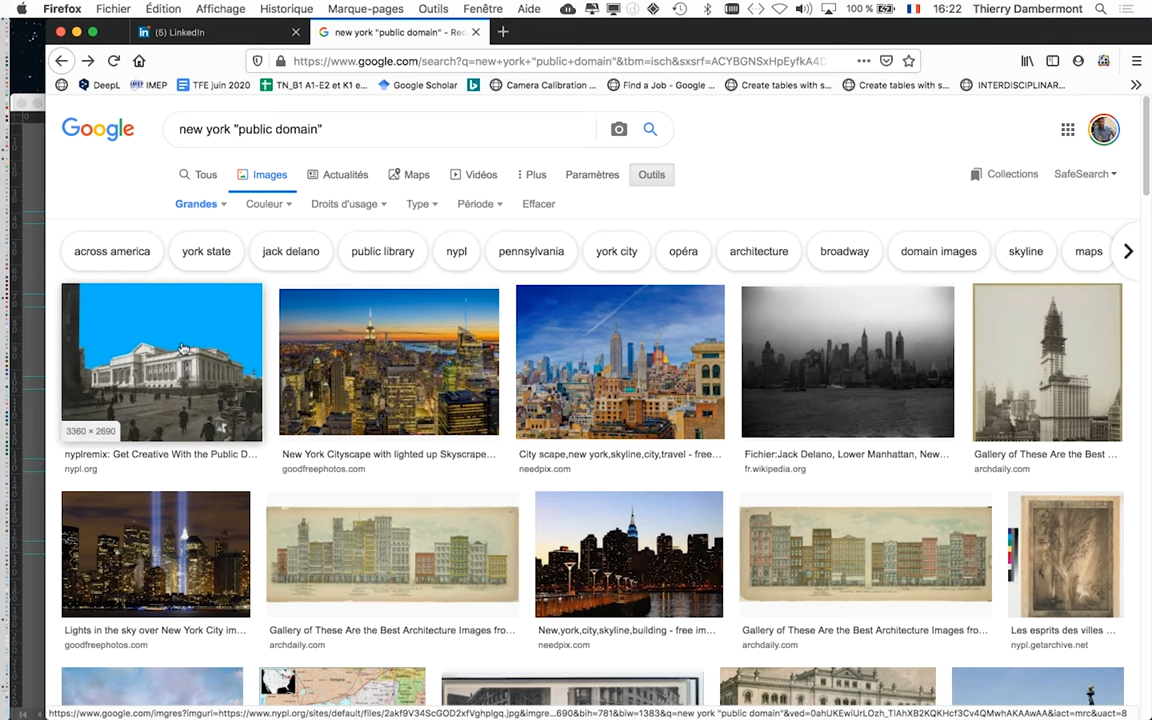 Firefox Fichier Édition Affichage Historique Marque-pages Outils Fenêtre Aide 100 % 16:22 Thierry Dambermont
(5) LinkedIn
new york "public domain" - Rec
https://www.google.com/search?q=new+york+"public+domain"&tbm=isch&sxsrf=ACYBGNSxHpEyfkA4D
DeepL IMEP TFE juin 2020 TN_B1 A1-E2 et K1 e... Google Scholar Camera Calibration ... Find a Job - Google ... Create tables with s... Create tables with s... INTERDISCIPLINAR...
Google
new york "public domain"
Tous Images Actualités Maps Vidéos Plus Paramètres Outils Collections SafeSearch
Grandes Couleur Droits d'usage Type Période Effacer
across america york state jack delano public library nypl pennsylvania york city opéra architecture broadway domain images skyline maps
3360 × 2690
nyplremix: Get Creative With the Public D...
nypl.org
New York Cityscape with lighted up Skyscrape...
goodfreephotos.com
City scape,new york,skyline,city,travel - free...
needpix.com
Fichier:Jack Delano, Lower Manhattan, New...
fr.wikipedia.org
Gallery of These Are the Best ...
archdaily.com
Lights in the sky over New York City im...
goodfreephotos.com
Gallery of These Are the Best Architecture Images fro...
archdaily.com
New,york,city,skyline,building - free im...
needpix.com
Gallery of These Are the Best Architecture Images fro...
archdaily.com
Les esprits des villes ...
nypl.getarchive.net